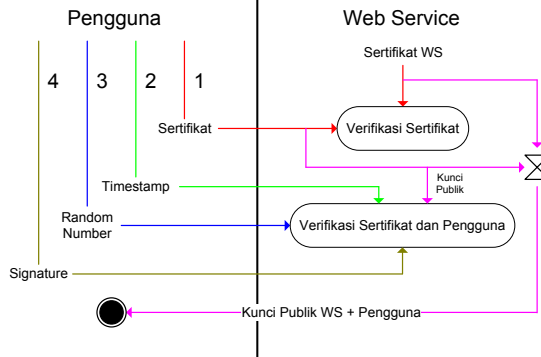 Pengguna
Web Service
4
3
2
1
Sertifikat WS
Sertifikat
Verifikasi Sertifikat
Kunci
Publik
Timestamp
Random
Number
Verifikasi Sertifikat dan Pengguna
Signature
Kunci Publik WS + Pengguna